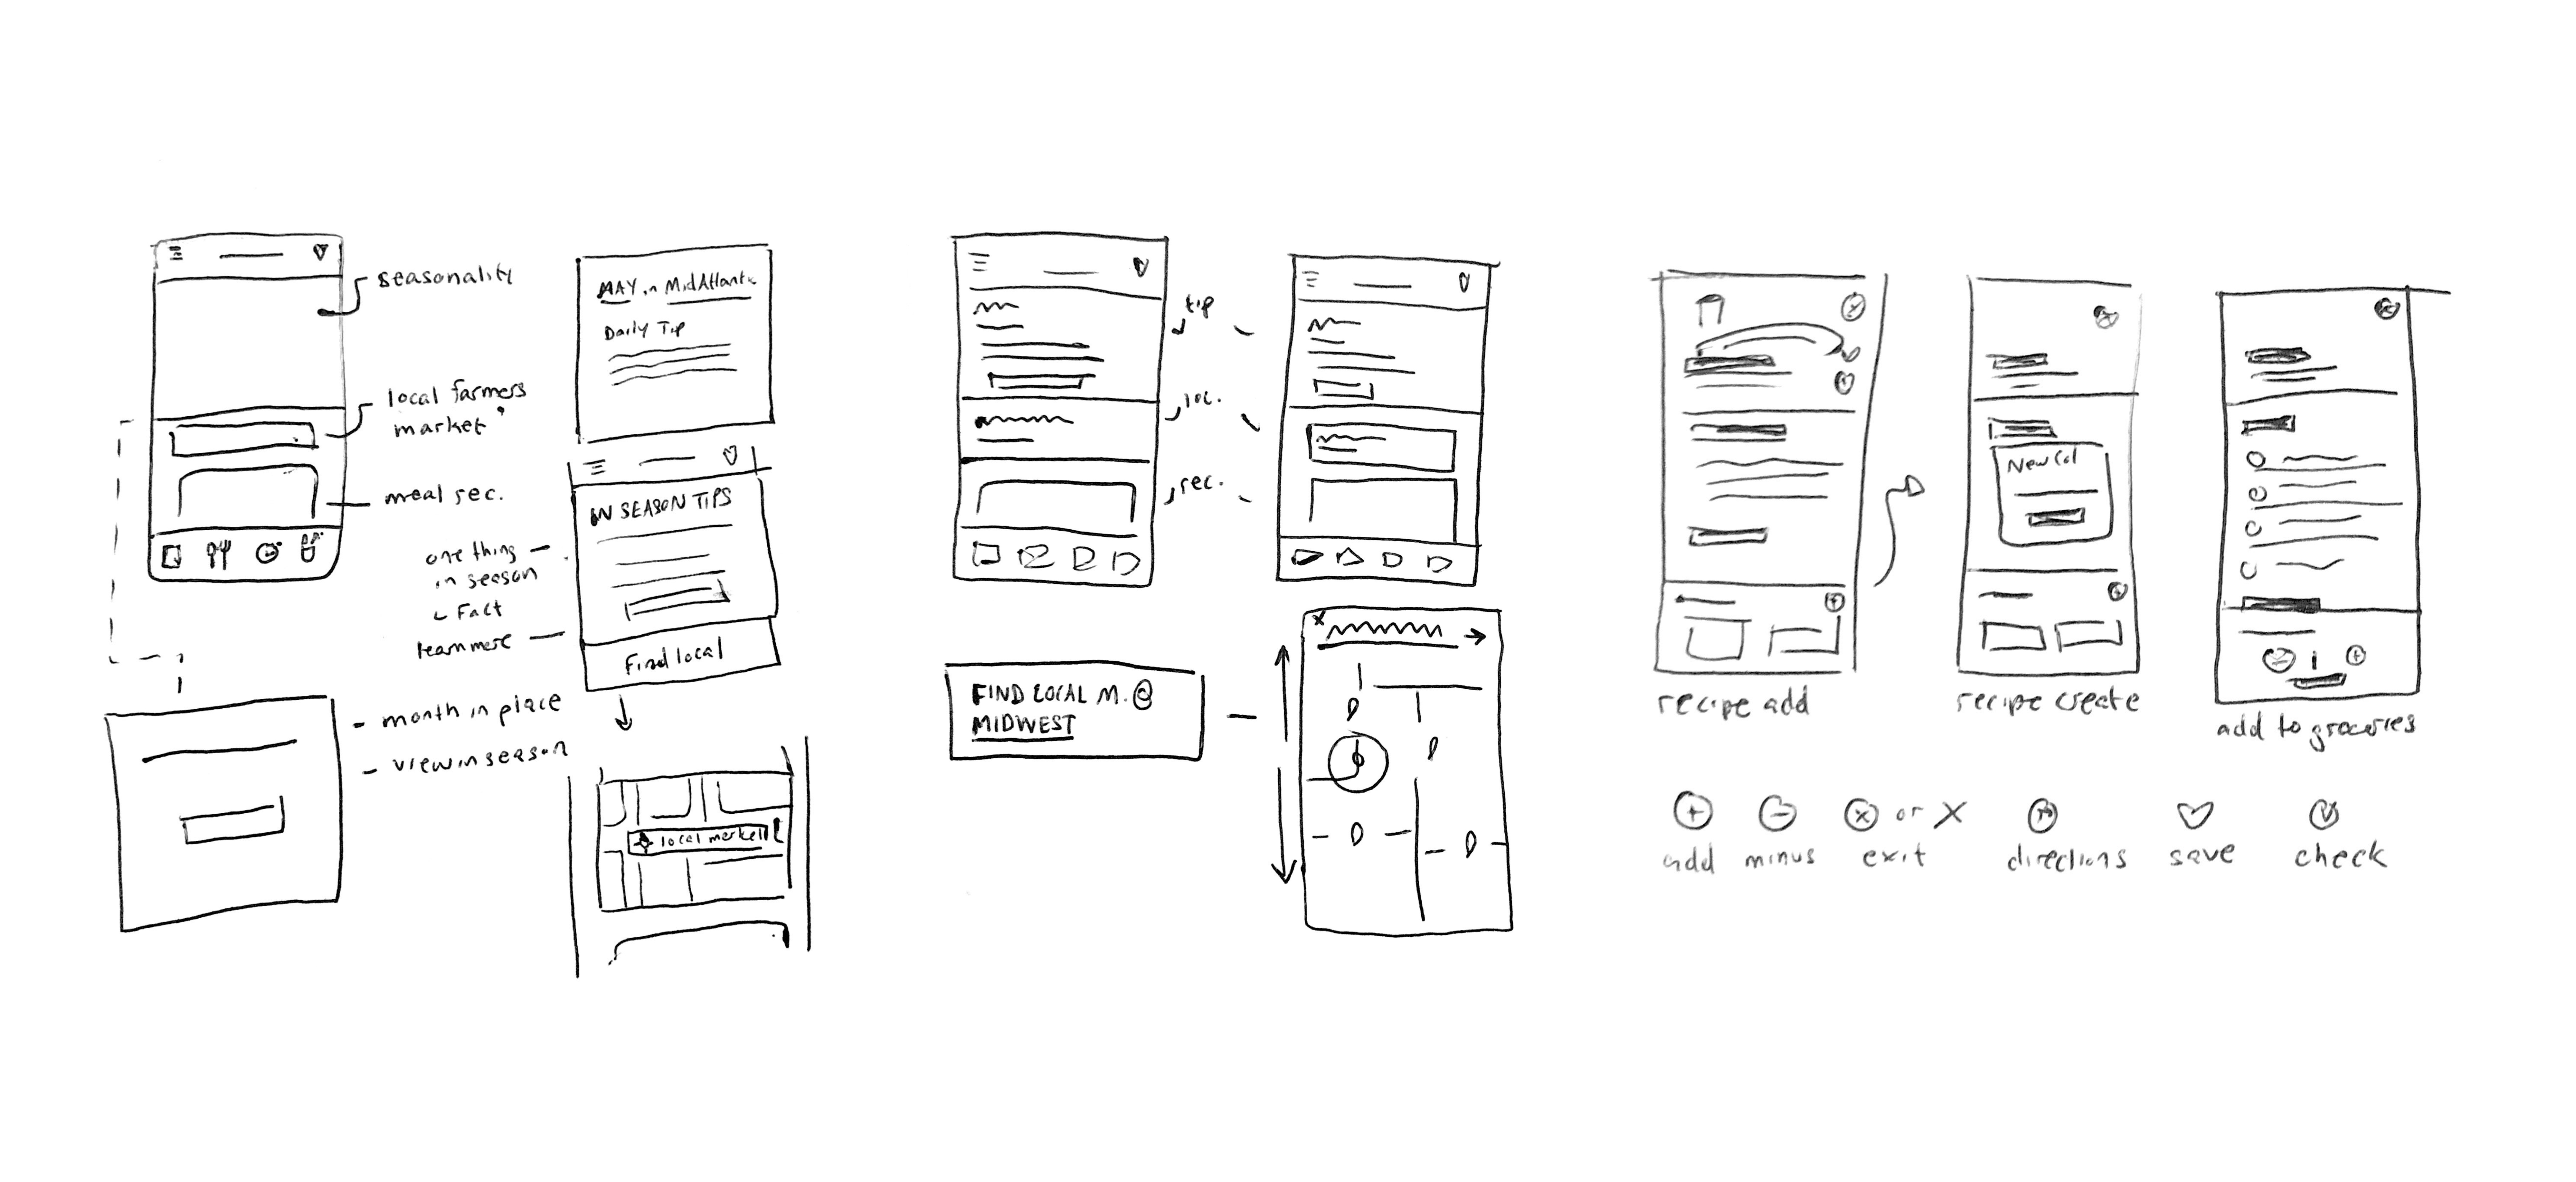 seasonality
local farmers
market
meal rec.
MAY in MidAtlantic
Daily Tip
IN SEASON TIPS
one thing
in season
Fact
learn more
Find local
- month in place
- view in season
local market
tip
loc.
rec.
FIND LOCAL M. @
MIDWEST
New Col
recipe add
recipe create
add to groceries
or
add
minus
exit
directions
save
check